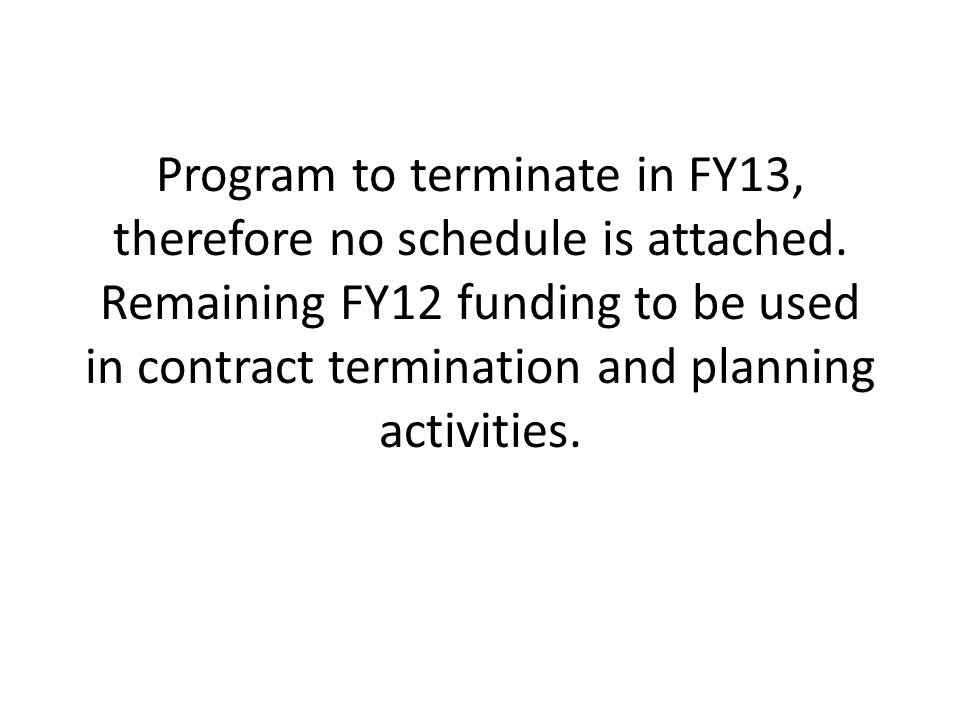 Program to terminate in FY13,
therefore no schedule is attached.
Remaining FY12 funding to be used
in contract termination and planning
activities.